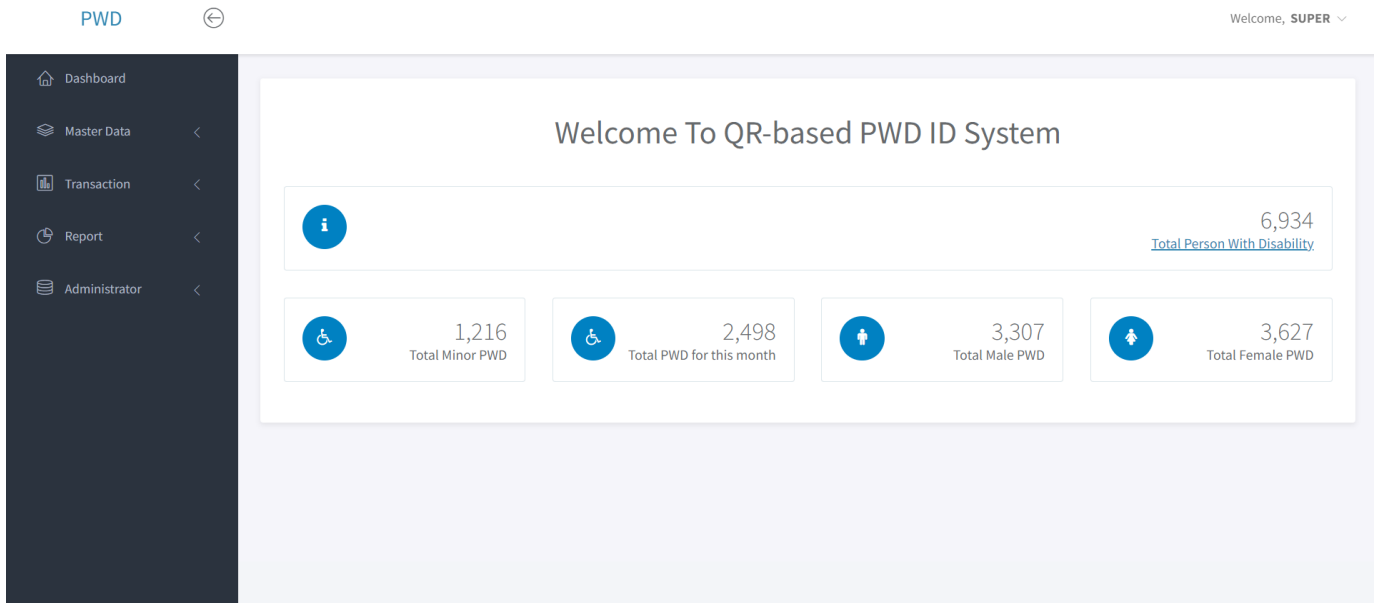 PWD
Welcome, SUPER
Dashboard
Master Data
Transaction
Report
Administrator
Welcome To QR-based PWD ID System
6,934
Total Person With Disability
1,216
Total Minor PWD
2,498
Total PWD for this month
3,307
Total Male PWD
3,627
Total Female PWD